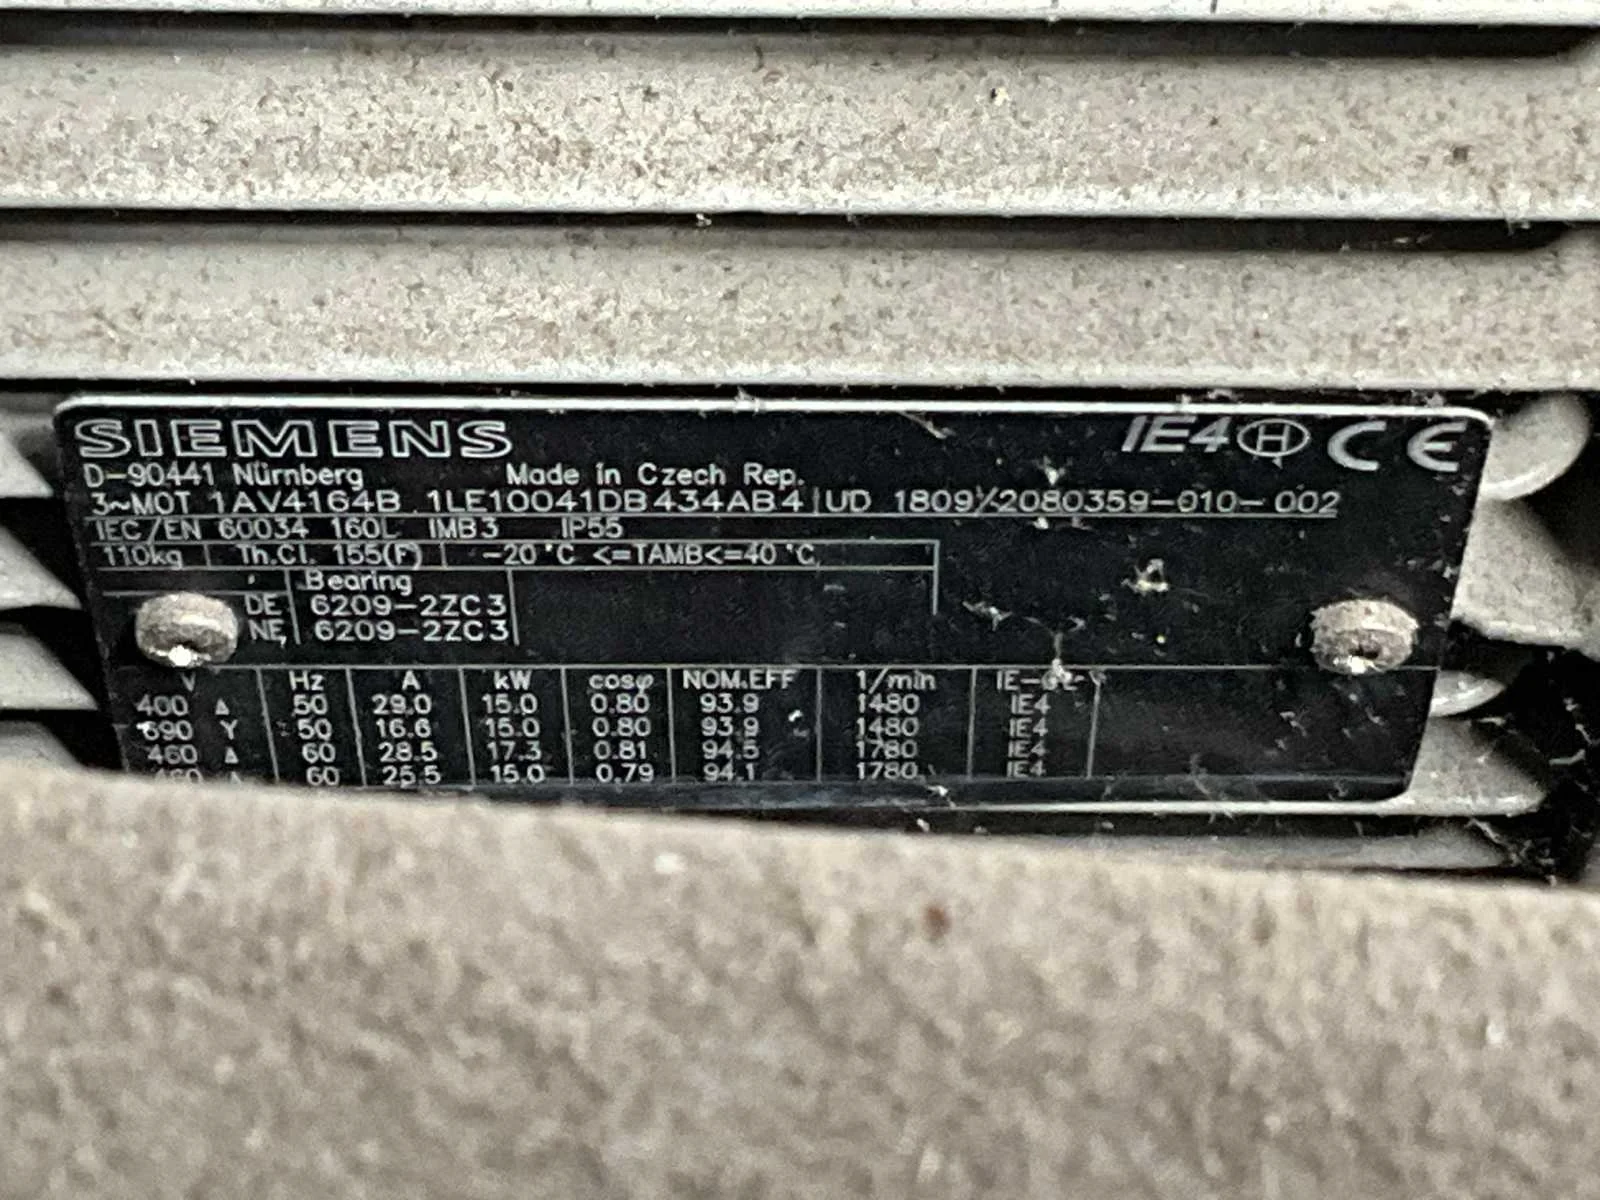 SIEMENS IE4 H CE
D-90441 Nürnberg Made in Czech Rep.
3~MOT 1AV4164B 1LE10041DB434AB4 UD 1809/2080359-010-002
IEC/EN 60034 160L IMB3 IP55
110kg Th.Cl. 155(F) -20°C <=TAMB<=40°C
Bearing
DE 6209-2ZC3
NE 6209-2ZC3
V Hz A kW cosφ NOM.EFF 1/min
400 Δ 50 29.0 15.0 0.80 93.9 1480 IE4
690 Y 50 16.6 15.0 0.80 93.9 1480 IE4
460 Δ 60 28.5 17.3 0.81 94.5 1780 IE4
460 Δ 60 25.5 15.0 0.79 94.1 1780 IE4